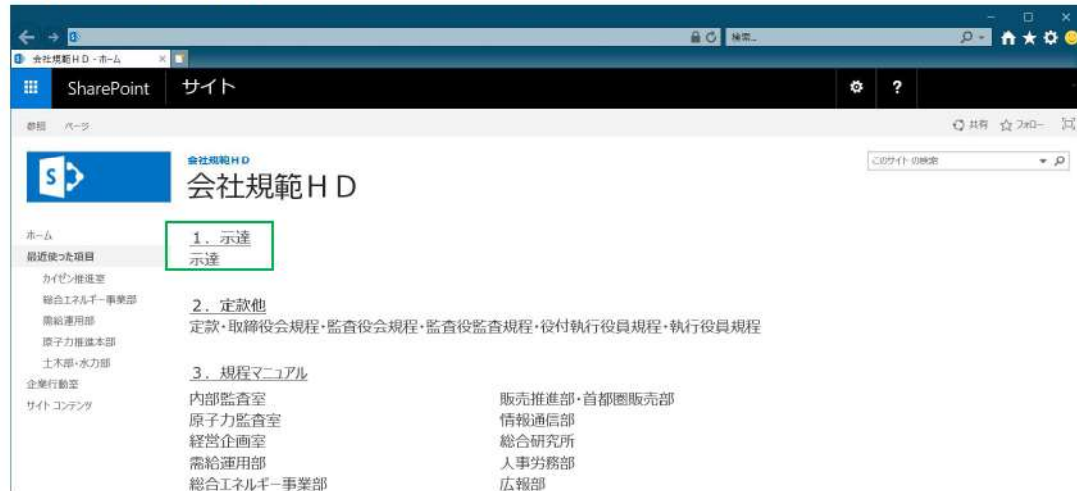 検索...
会社規範HD - ホーム
SharePoint サイト
?
参照 ページ
共有 フォロー
会社規範HD
このサイトの検索
S
会社規範HD
ホーム
最近使った項目
カイゼン推進室
総合エネルギー事業部
需給運用部
原子力推進本部
土木部・水力部
企業行動室
サイト コンテンツ
1. 示達
示達
2. 定款他
定款・取締役会規程・監査役会規程・監査役監査規程・役付執行役員規程・執行役員規程
3. 規程マニュアル
内部監査室 販売推進部・首都圏販売部
原子力監査室 情報通信部
経営企画室 総合研究所
需給運用部 人事労務部
総合エネルギー事業部 広報部